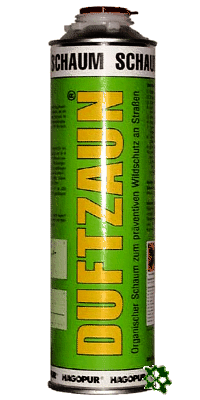 SCHAUM SCHAUM
DUFTZAUN®
Organischer Schaum zum präventiven Wildschutz an Straßen
HAGOPUR® HAGOPUR®